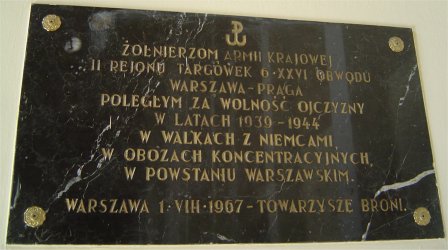 ŻOŁNIERZOM ARMII KRAJOWEJ
II REJONU TARGÓWEK 6·XXVI OBWODU
WARSZAWA-PRAGA
POLEGŁYM ZA WOLNOŚĆ OJCZYZNY
W LATACH 1939-1944
W WALKACH Z NIEMCAMI,
W OBOZACH KONCENTRACYJNYCH,
W POWSTANIU WARSZAWSKIM.
WARSZAWA 1·VIII·1967-TOWARZYSZE BRONI.